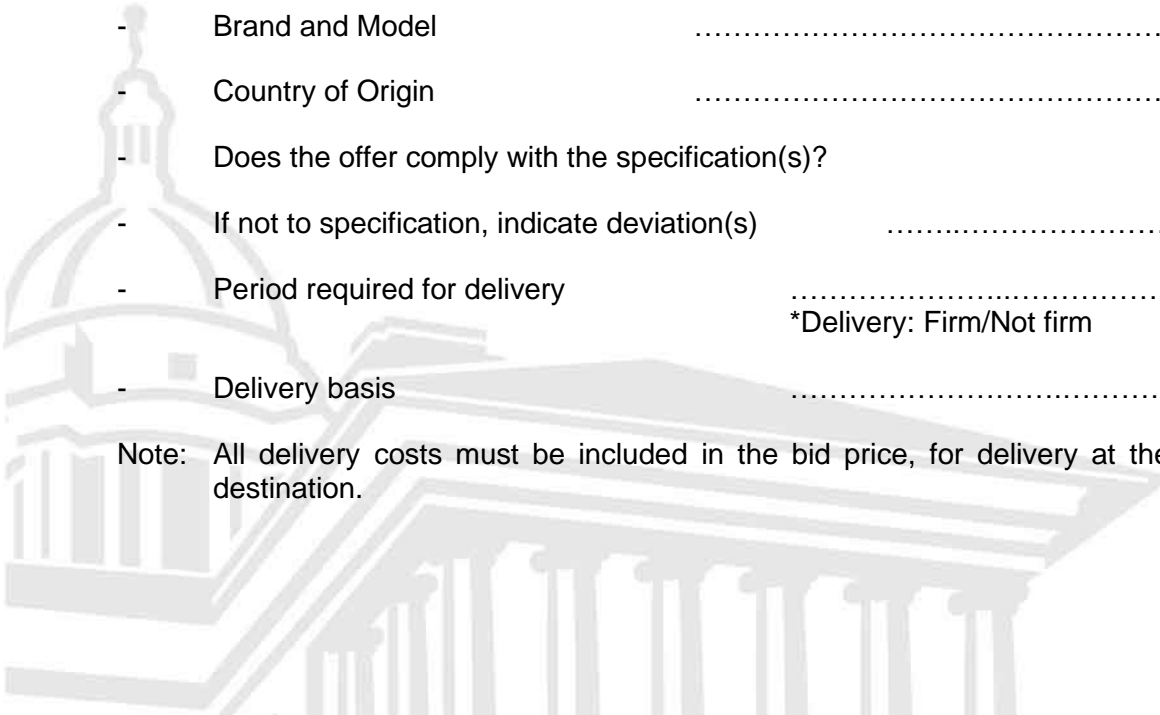 - Brand and Model ……………………………………….
- Country of Origin ……………………………………….
- Does the offer comply with the specification(s)?
- If not to specification, indicate deviation(s) ……..……………….
- Period required for delivery …………………..…………
*Delivery: Firm/Not firm
- Delivery basis ……………………….………
Note: All delivery costs must be included in the bid price, for delivery at the
destination.